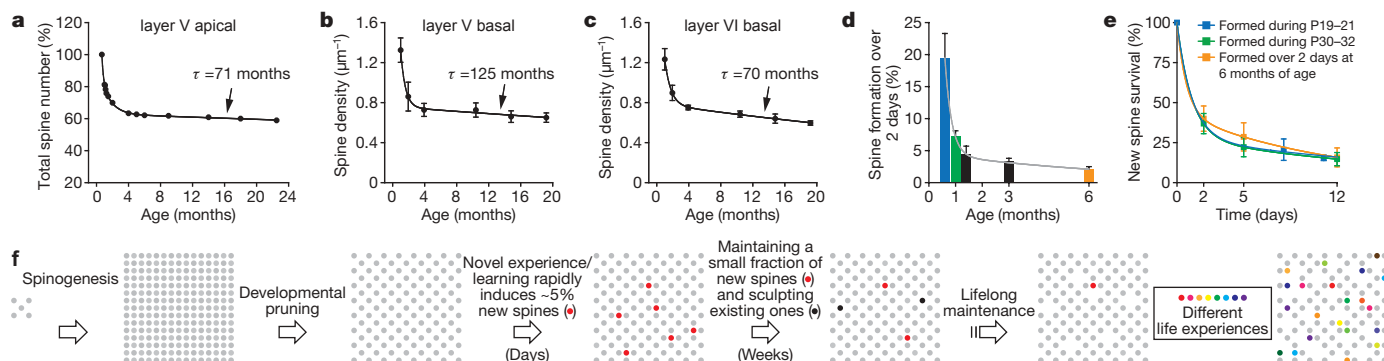 a
layer V apical
Total spine number (%)
120
100
80
60
40
20
τ =71 months
0
4
8
12
16
20
24
Age (months)
b
layer V basal
Spine density (µm⁻¹)
1.6
1.2
0.8
0.4
0
τ =125 months
0
4
8
12
16
20
Age (months)
c
layer VI basal
Spine density (µm⁻¹)
1.6
1.2
0.8
0.4
0
τ =70 months
0
4
8
12
16
20
Age (months)
d
Spine formation over
2 days (%)
25
20
15
10
5
0
0
1
2
3
6
Age (months)
e
New spine survival (%)
100
75
50
25
0
Formed during P19–21
Formed during P30–32
Formed over 2 days at
6 months of age
0
2
5
12
Time (days)
f
Spinogenesis
Developmental
pruning
Novel experience/
learning rapidly
induces ~5%
new spines (•)
(Days)
Maintaining a
small fraction of
new spines (•)
and sculpting
existing ones (•)
(Weeks)
Lifelong
maintenance
Different
life experiences